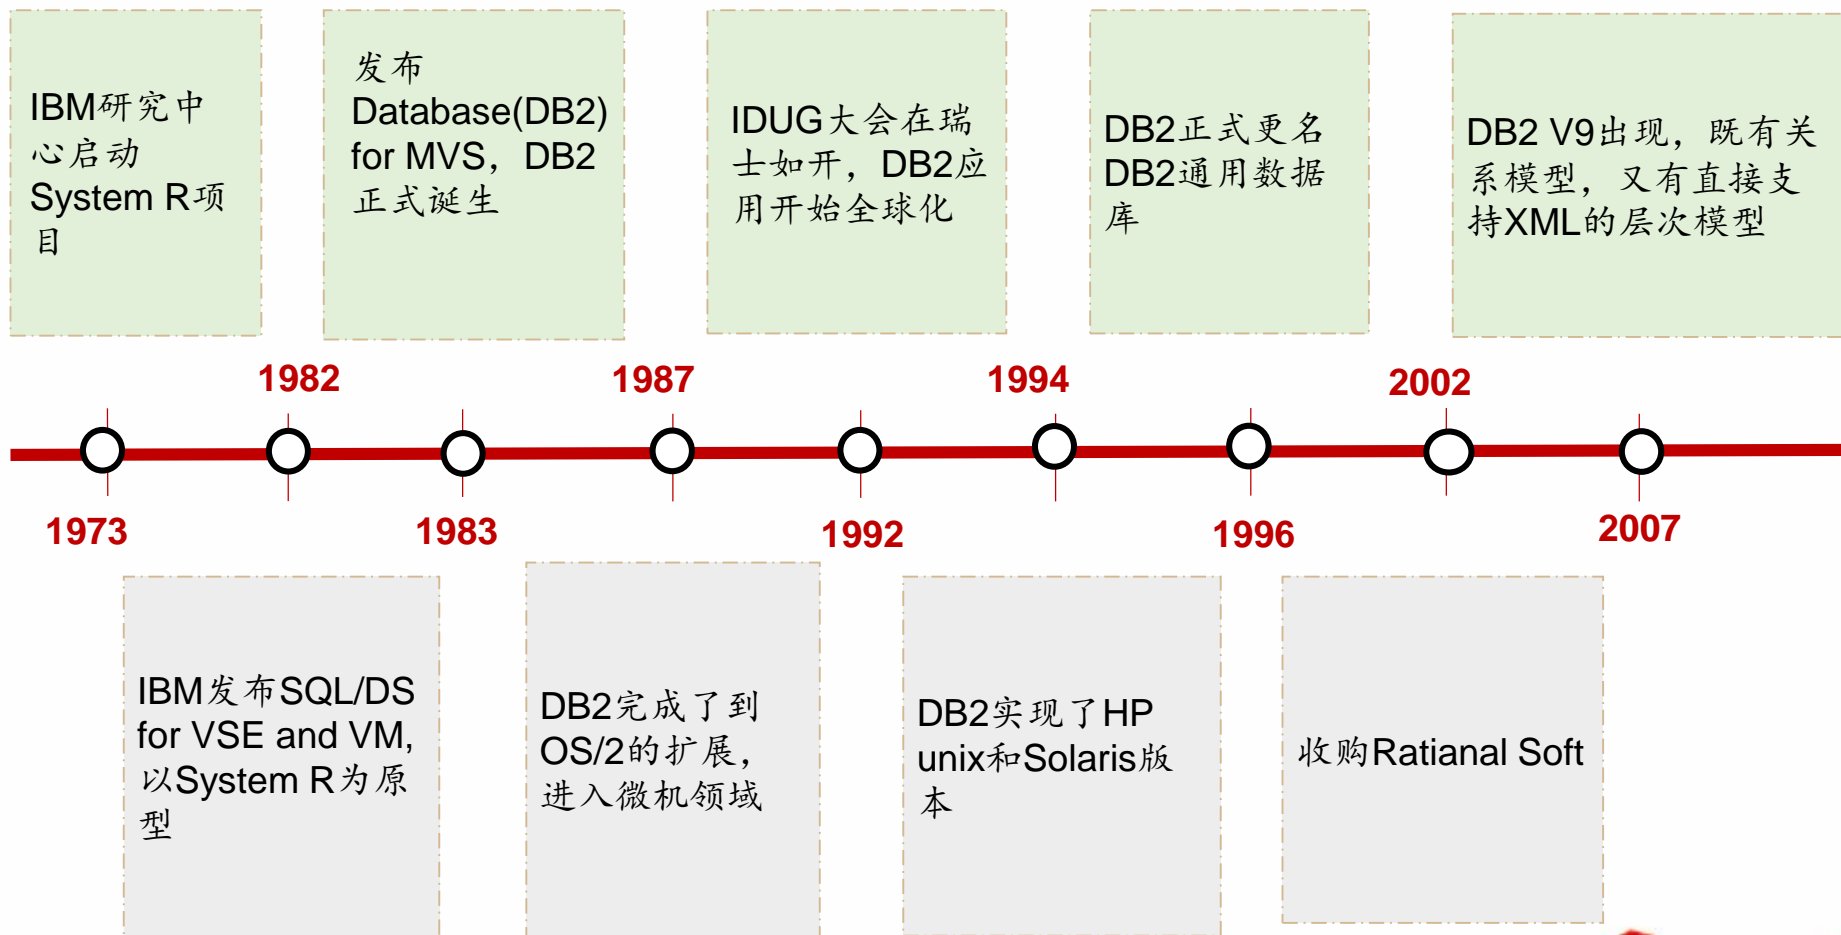 IBM研究中
心启动
System R项
目
发布
Database(DB2)
for MVS，DB2
正式诞生
IDUG大会在瑞
士如开，DB2应
用开始全球化
DB2正式更名
DB2通用数据
库
DB2 V9出现，既有关
系模型，又有直接支
持XML的层次模型
1982
1987
1994
2002
1973
1983
1992
1996
2007
IBM发布SQL/DS
for VSE and VM,
以System R为原
型
DB2完成了到
OS/2的扩展，
进入微机领域
DB2实现了HP
unix和Solaris版
本
收购Ratianal Soft